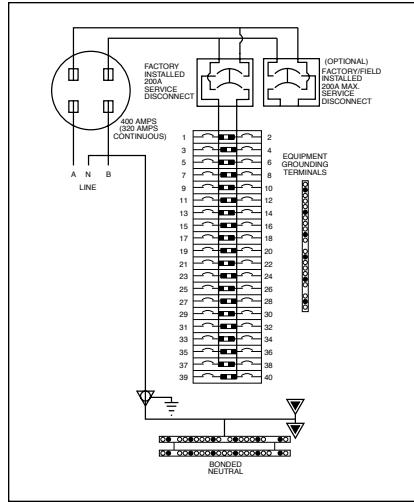 FACTORY
INSTALLED
200A
SERVICE
DISCONNECT
(OPTIONAL)
FACTORY/FIELD
INSTALLED
200A MAX.
SERVICE
DISCONNECT
400 AMPS
(320 AMPS
CONTINUOUS)
A N B
LINE
EQUIPMENT
GROUNDING
TERMINALS
1 2
3 4
5 6
7 8
9 10
11 12
13 14
15 16
17 18
19 20
21 22
23 24
25 26
27 28
29 30
31 32
33 34
35 36
37 38
39 40
BONDED
NEUTRAL